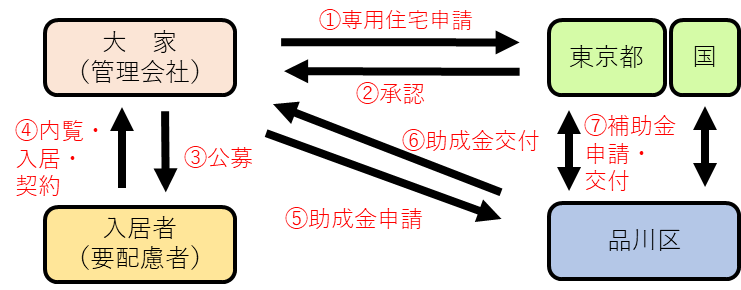 ①専用住宅申請
大　家
（管理会社）
東京都
国
②承認
④内覧・
入居・
契約
③公募
⑥助成金交付
⑦補助金
申請・
交付
⑤助成金申請
入居者
（要配慮者）
品川区